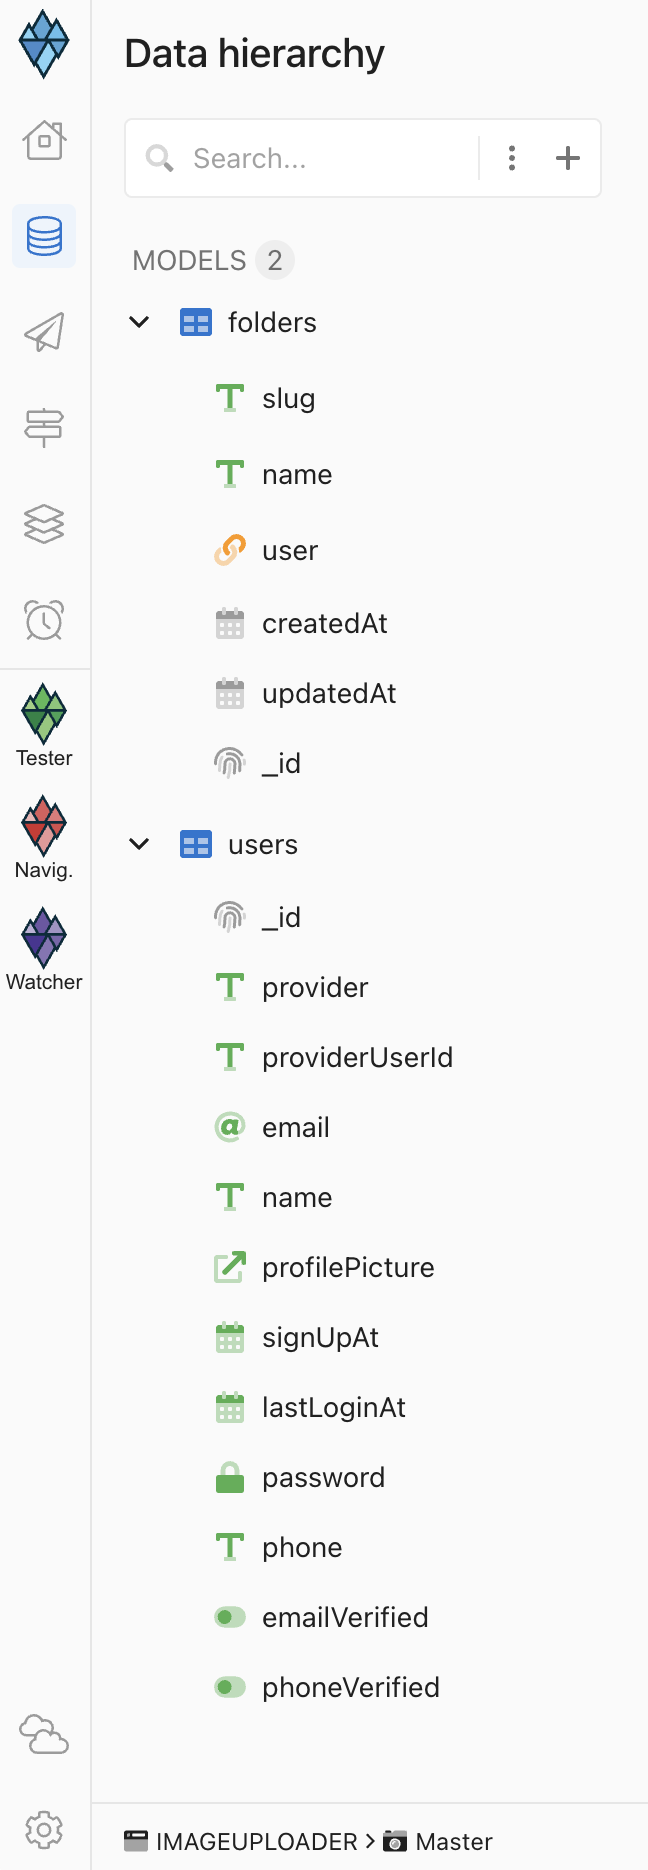 Data hierarchy
Search...
MODELS 2
folders
slug
name
user
createdAt
updatedAt
_id
users
_id
provider
providerUserId
email
name
profilePicture
signUpAt
lastLoginAt
password
phone
emailVerified
phoneVerified
Tester
Navig.
Watcher
IMAGEUPLOADER > Master